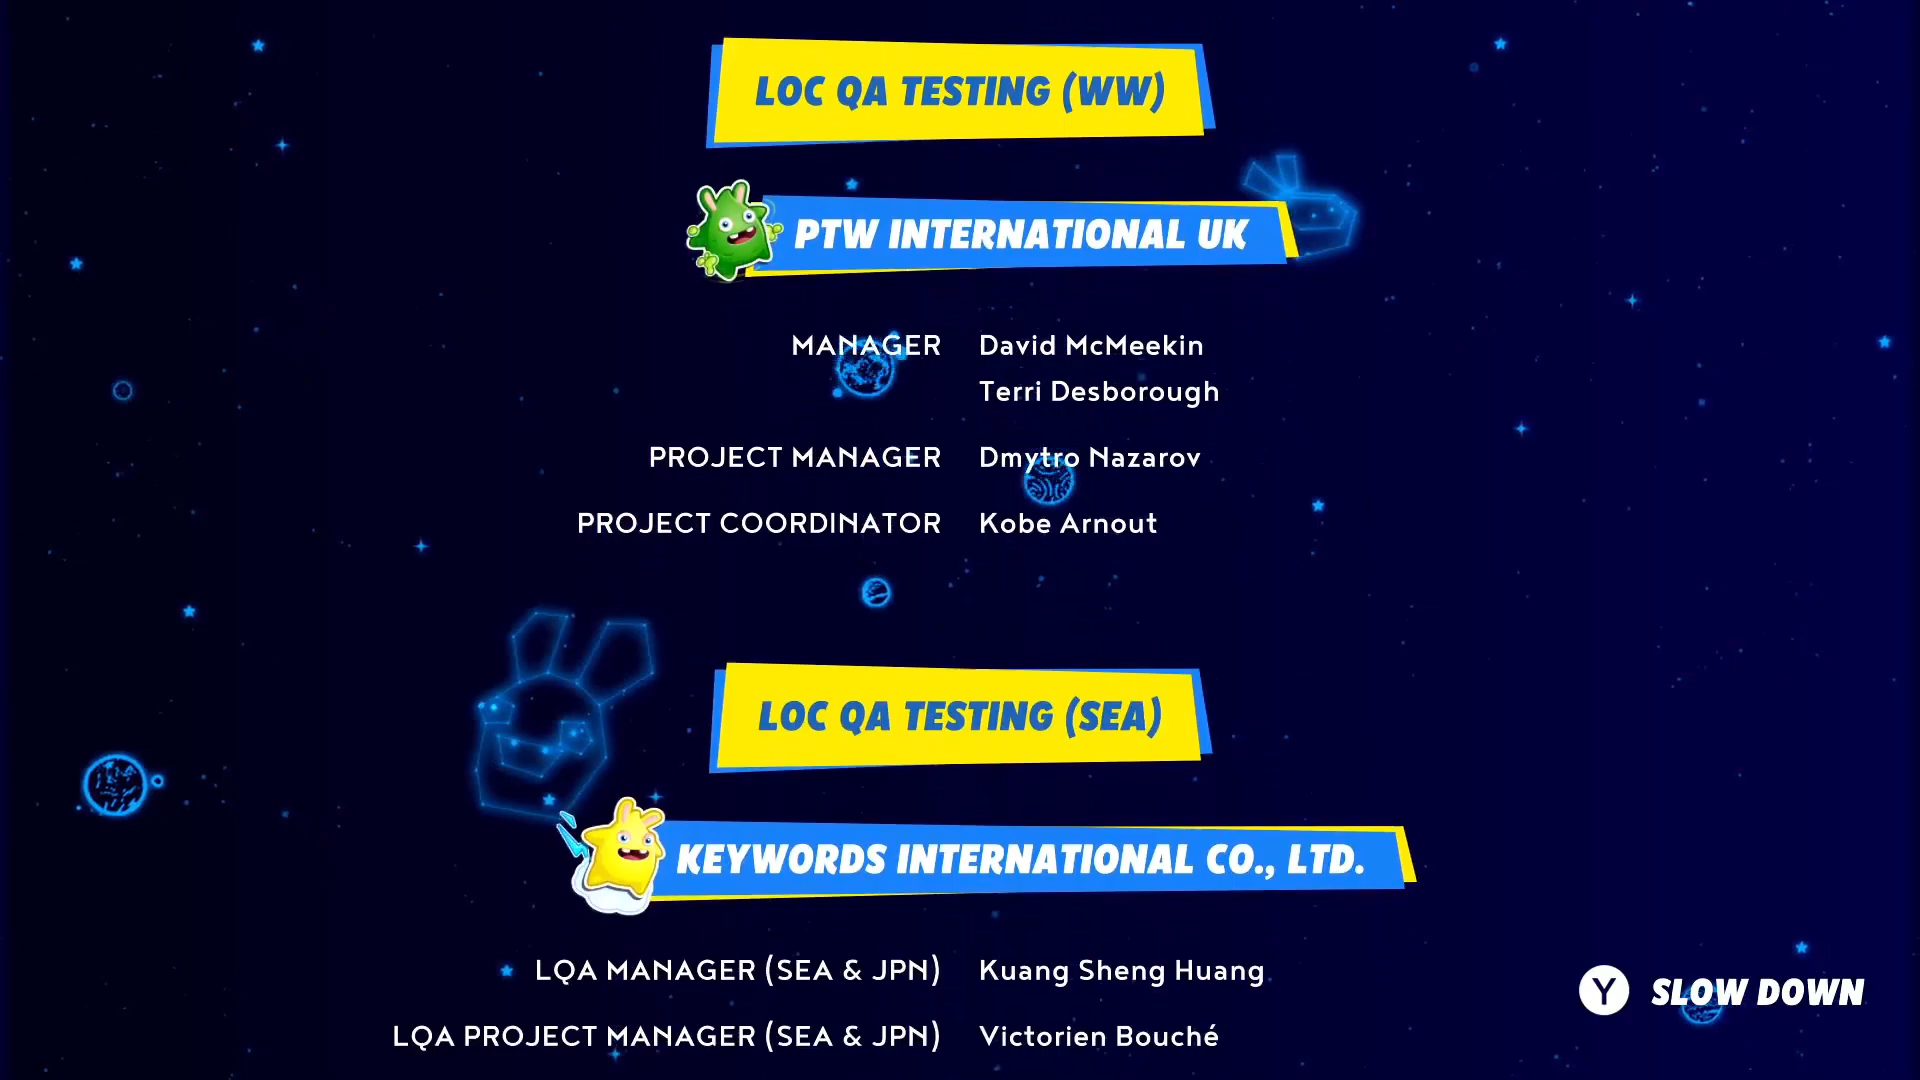 LOC QA TESTING (WW)
PTW INTERNATIONAL UK
MANAGER David McMeekin
Terri Desborough
PROJECT MANAGER Dmytro Nazarov
PROJECT COORDINATOR Kobe Arnout
LOC QA TESTING (SEA)
KEYWORDS INTERNATIONAL CO., LTD.
LQA MANAGER (SEA & JPN) Kuang Sheng Huang
LQA PROJECT MANAGER (SEA & JPN) Victorien Bouché
Y SLOW DOWN